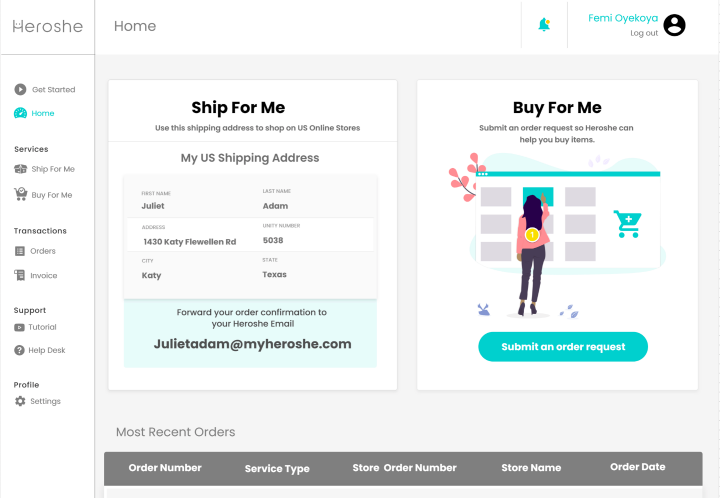 Heroshe
Home
Femi Oyekoya
Log out
Get Started
Home
Services
Ship For Me
Buy For Me
Transactions
Orders
Invoice
Support
Tutorial
Help Desk
Profile
Settings
Ship For Me
Use this shipping address to shop on US Online Stores
My US Shipping Address
FIRST NAME
LAST NAME
Juliet
Adam
ADDRESS
UNITY NUMBER
1430 Katy Flewellen Rd
5038
CITY
STATE
Katy
Texas
Forward your order confirmation to
your Heroshe Email
Julietadam@myheroshe.com
Buy For Me
Submit an order request so Heroshe can
help you buy items.
1
Submit an order request
Most Recent Orders
Order Number Service Type Store Order Number Store Name Order Date